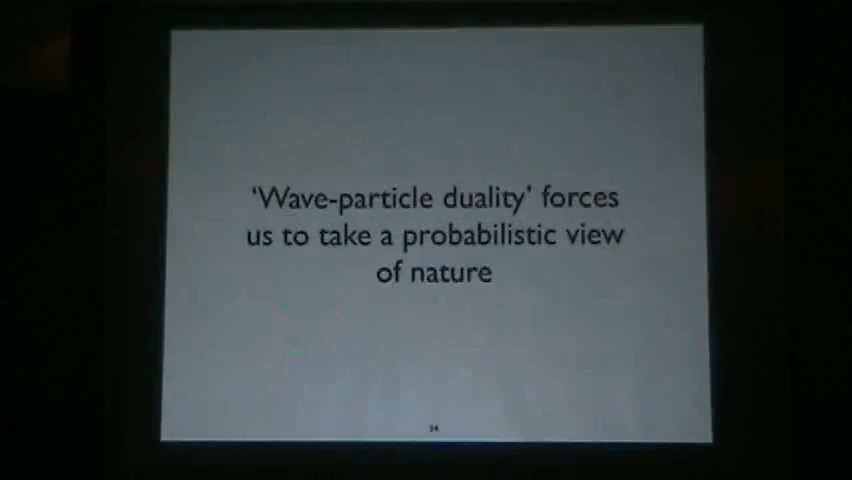 'Wave-particle duality' forces
us to take a probabilistic view
of nature